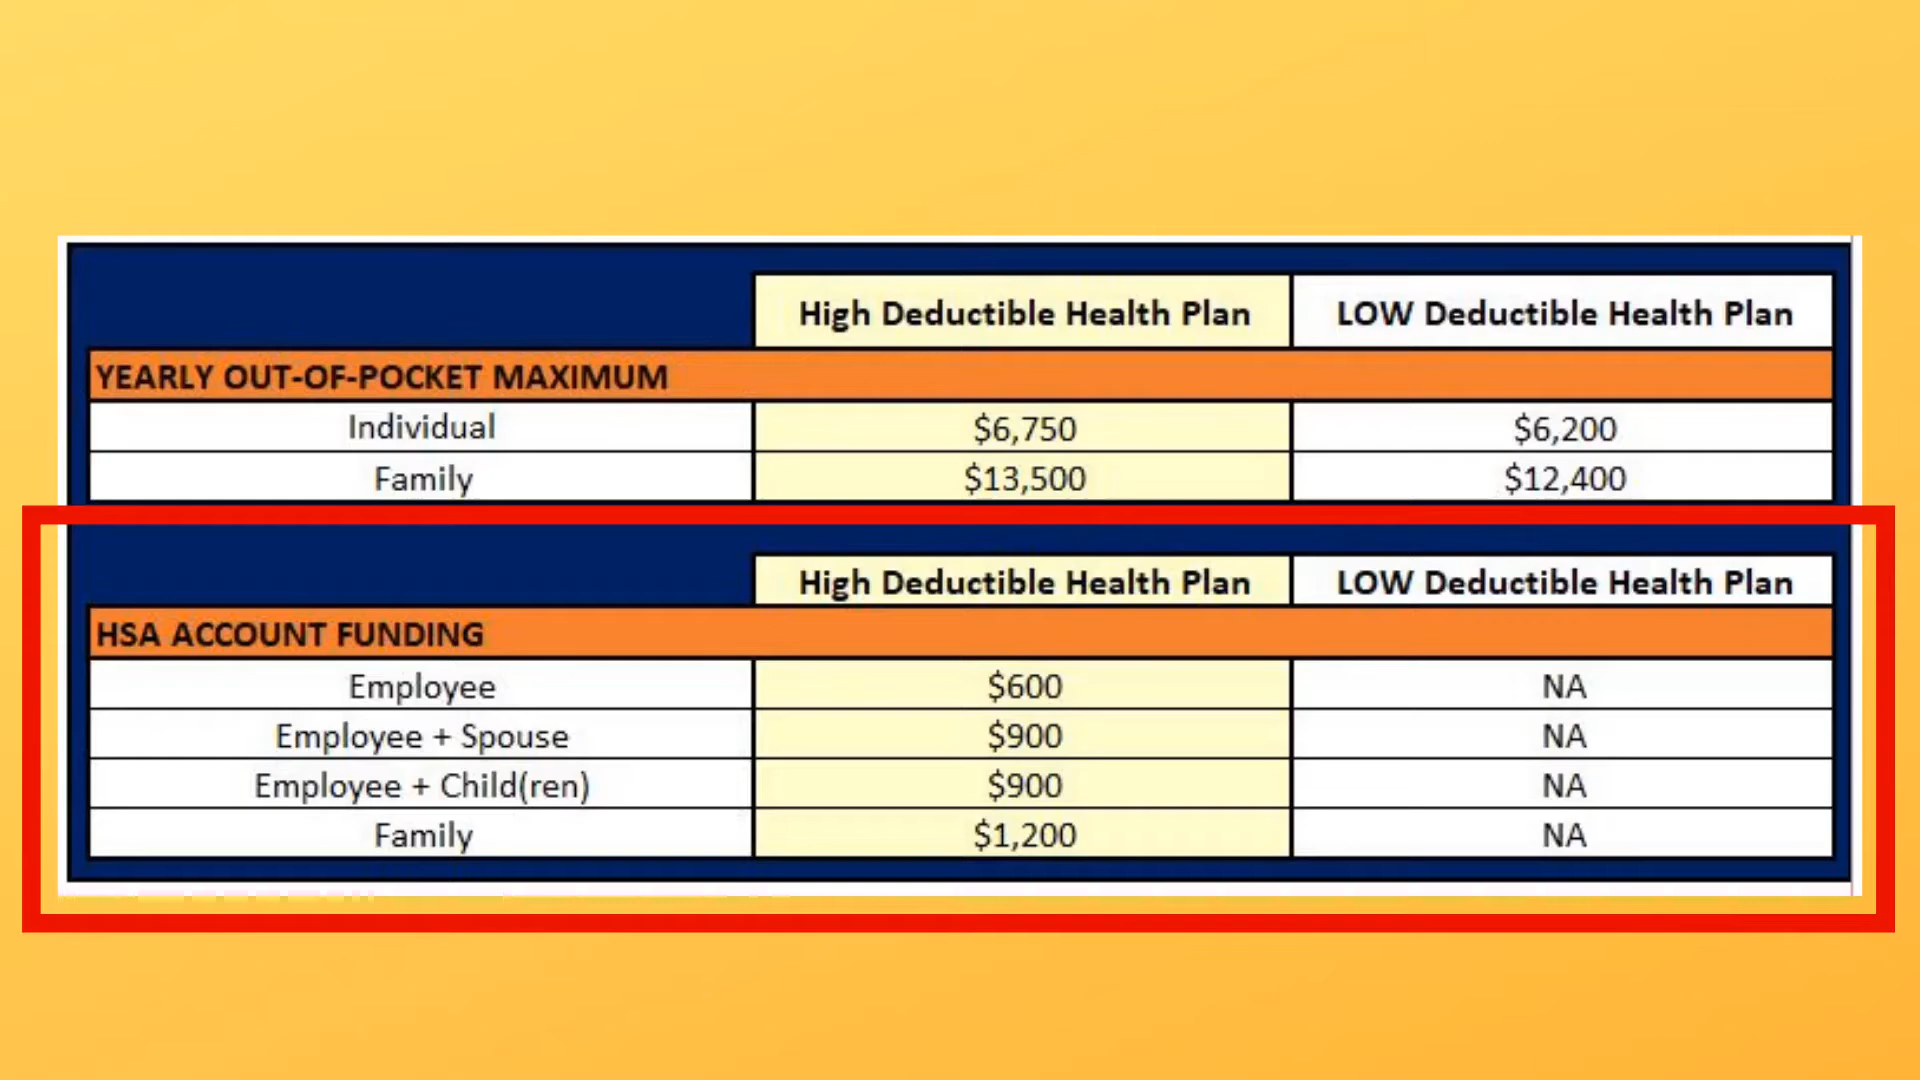 High Deductible Health Plan LOW Deductible Health Plan
YEARLY OUT-OF-POCKET MAXIMUM
Individual $6,750 $6,200
Family $13,500 $12,400
High Deductible Health Plan LOW Deductible Health Plan
HSA ACCOUNT FUNDING
Employee $600 NA
Employee + Spouse $900 NA
Employee + Child(ren) $900 NA
Family $1,200 NA